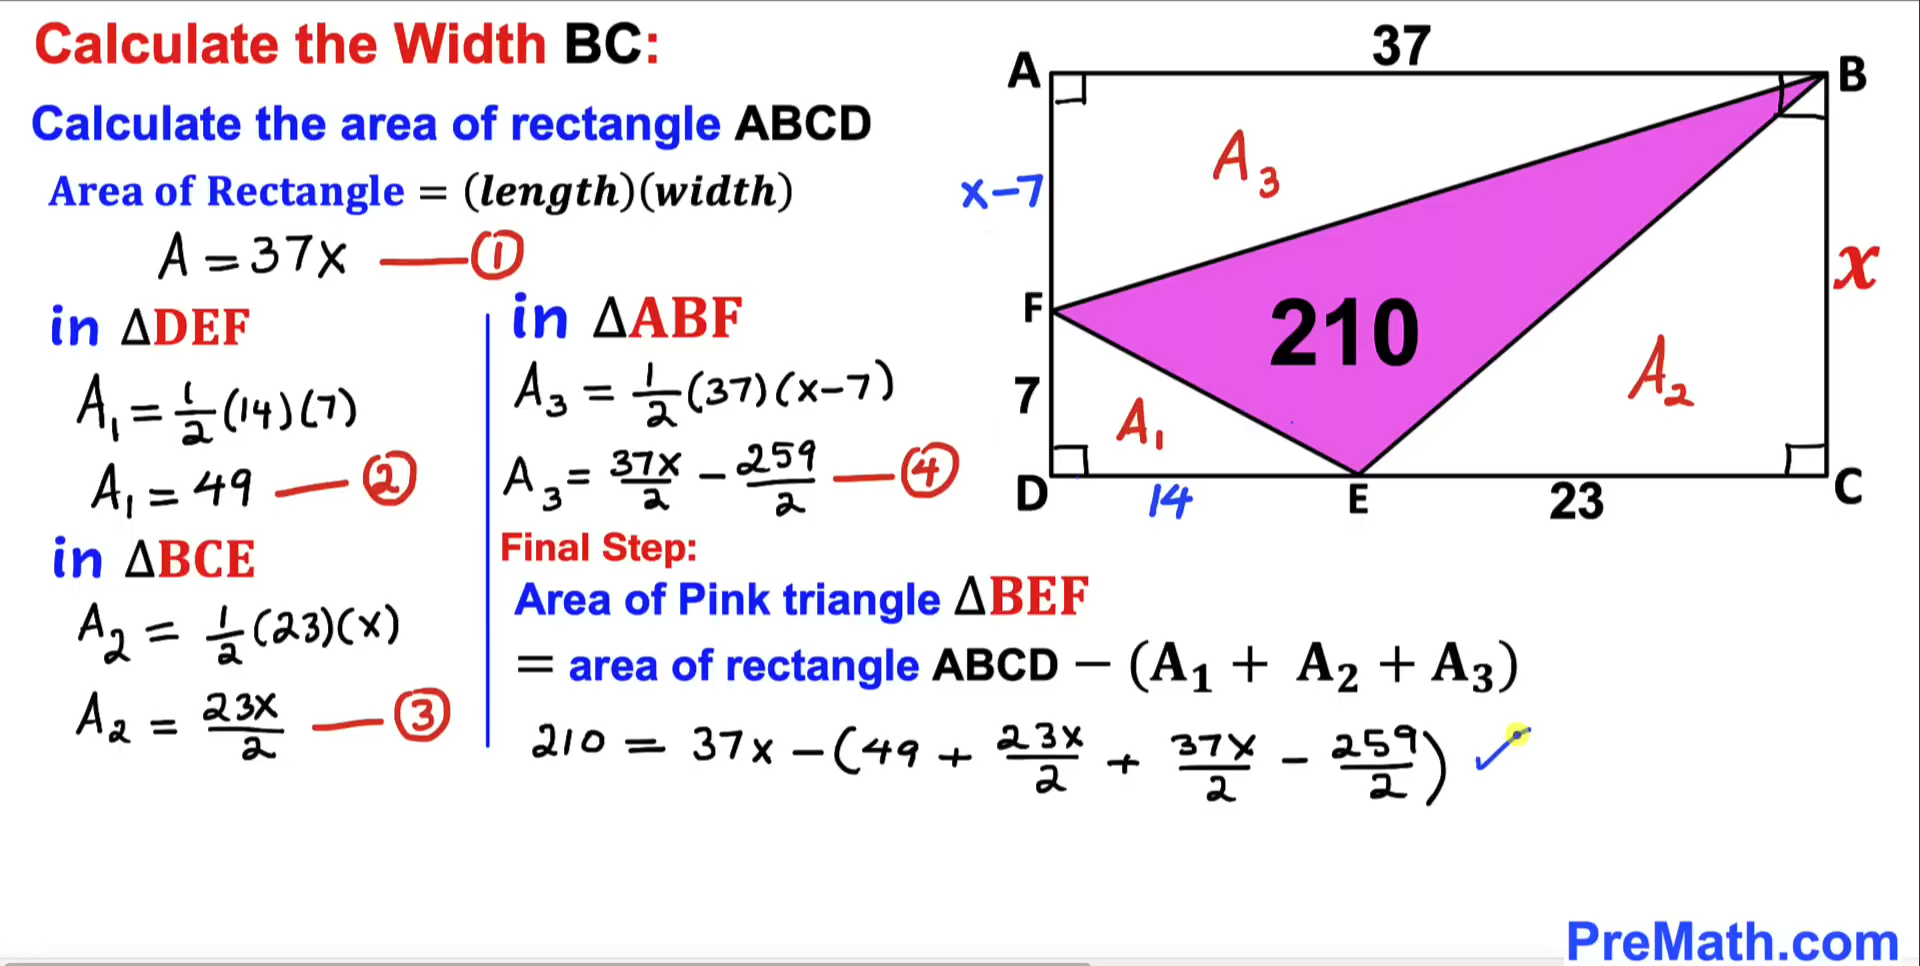 Calculate the Width BC:
Calculate the area of rectangle ABCD
Area of Rectangle = (length)(width)
A = 37x ——①
in ΔDEF
A₁ = 1/2 (14)(7)
A₁ = 49 —— ②
in ΔBCE
A₂ = 1/2 (23)(x)
A₂ = 23x/2 —— ③
in ΔABF
A₃ = 1/2 (37)(x-7)
A₃ = 37x/2 - 259/2 —— ④
Final Step:
Area of Pink triangle ΔBEF
= area of rectangle ABCD − (A₁ + A₂ + A₃)
210 = 37x - (49 + 23x/2 + 37x/2 - 259/2) ✓
37
A
B
A₃
x-7
x
F
210
A₂
7
A₁
D
14
E
23
C
PreMath.com